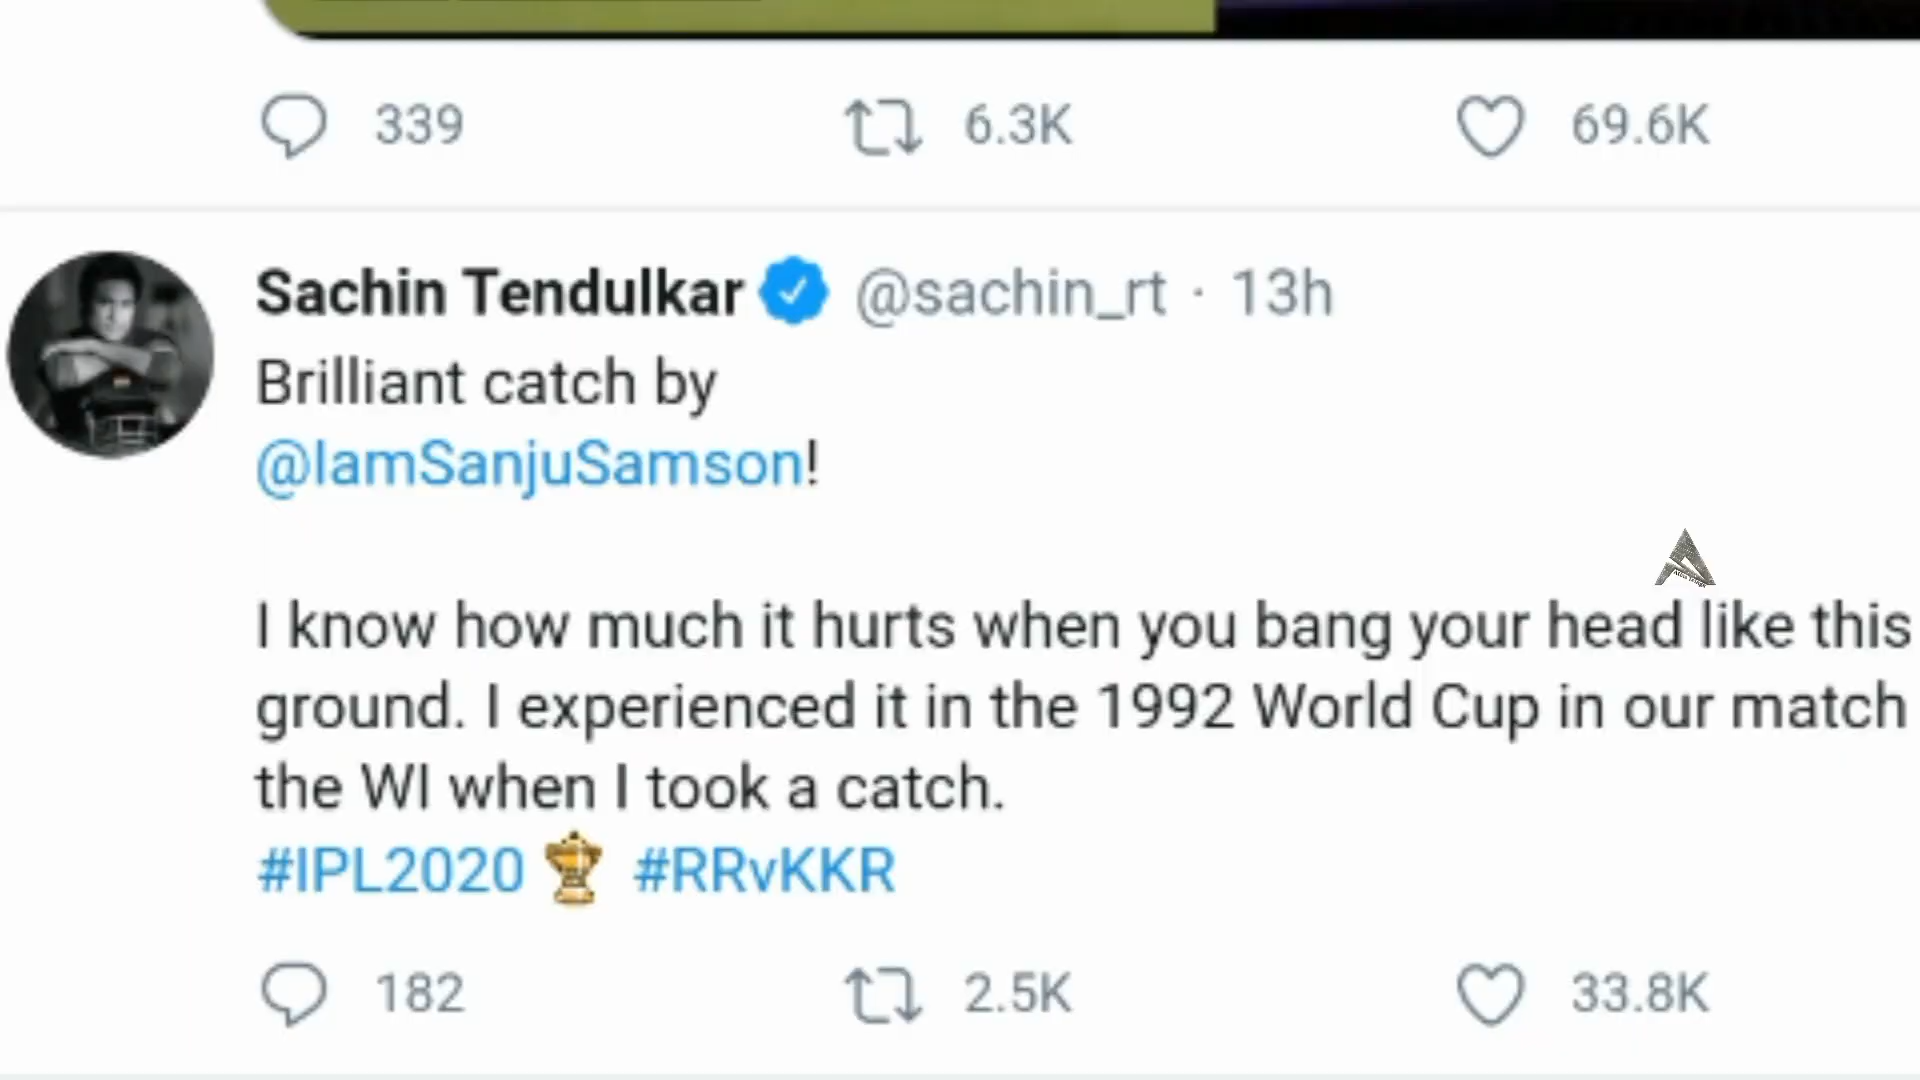 339 6.3K 69.6K
Sachin Tendulkar @sachin_rt · 13h
Brilliant catch by
@IamSanjuSamson!
I know how much it hurts when you bang your head like this
ground. I experienced it in the 1992 World Cup in our match
the WI when I took a catch.
#IPL2020 #RRvKKR
182 2.5K 33.8K